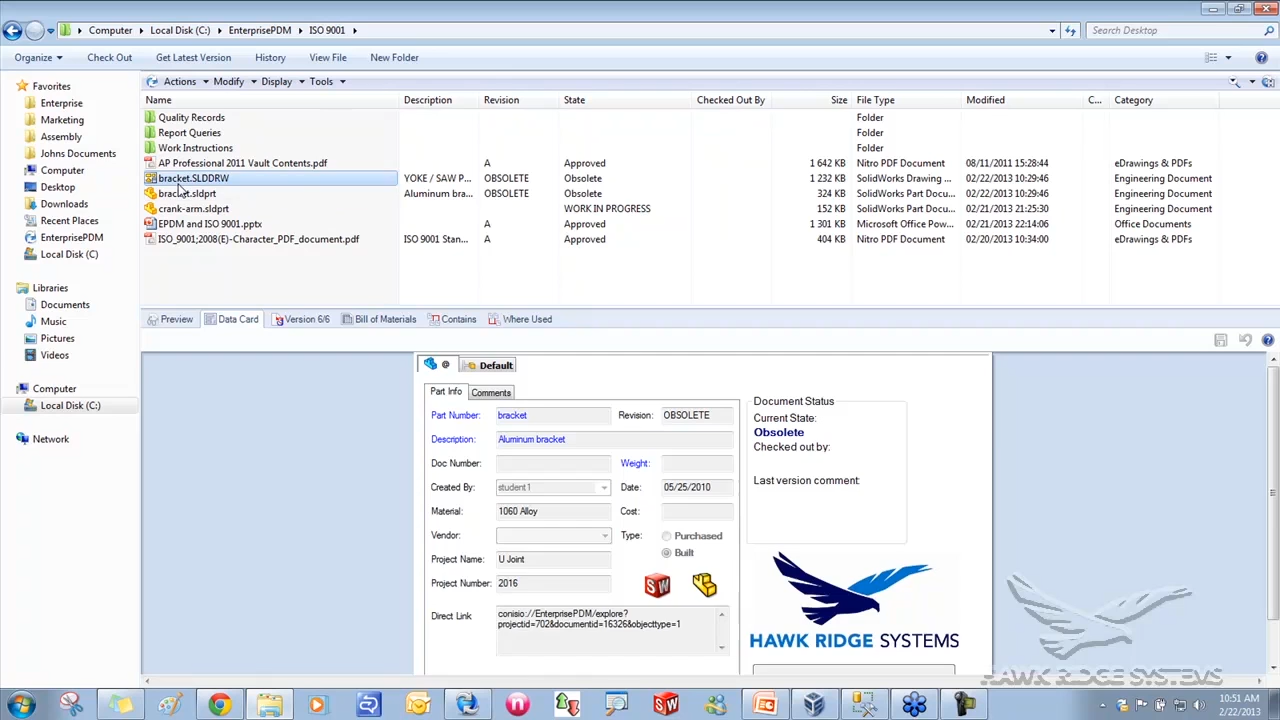 Computer Local Disk (C:) EnterprisePDM ISO 9001 Search Desktop
Organize Check Out Get Latest Version History View File New Folder
Favorites
Enterprise
Marketing
Assembly
Johns Documents
Computer
Desktop
Downloads
Recent Places
EnterprisePDM
Local Disk (C)
Libraries
Documents
Music
Pictures
Videos
Computer
Local Disk (C:)
Network
Actions Modify Display Tools
Name Description Revision State Checked Out By Size File Type Modified C... Category
Quality Records Folder
Report Queries Folder
Work Instructions Folder
AP Professional 2011 Vault Contents.pdf A Approved 1 642 KB Nitro PDF Document 08/11/2011 15:28:44 eDrawings & PDFs
bracket.SLDDRW YOKE / SAW P... OBSOLETE Obsolete 1 232 KB SolidWorks Drawing ... 02/22/2013 10:29:46 Engineering Document
bracket.sldprt Aluminum bra... OBSOLETE Obsolete 324 KB SolidWorks Part Docu... 02/22/2013 10:29:46 Engineering Document
crank-arm.sldprt WORK IN PROGRESS 152 KB SolidWorks Part Docu... 02/21/2013 21:25:30 Engineering Document
EPDM and ISO 9001.pptx A Approved 1 301 KB Microsoft Office Pow... 02/21/2013 22:14:06 Office Documents
ISO_9001;2008(E)-Character_PDF_document.pdf ISO 9001 Stan... A Approved 404 KB Nitro PDF Document 02/20/2013 10:34:00 eDrawings & PDFs
Preview Data Card Version 6/6 Bill of Materials Contains Where Used
@ Default
Part Info Comments
Part Number: bracket Revision: OBSOLETE
Description: Aluminum bracket
Doc Number: Weight:
Created By: student1 Date: 05/25/2010
Material: 1060 Alloy Cost:
Vendor: Type: Purchased
Built
Project Name: U Joint
Project Number: 2016
SW
Direct Link conisio://EnterprisePDM/explore?
projectid=702&documentid=16326&objecttype=1
Document Status
Current State:
Obsolete
Checked out by:
Last version comment:
HAWK RIDGE SYSTEMS
HAWK RIDGE SYSTEMS
10:51 AM
2/22/2013